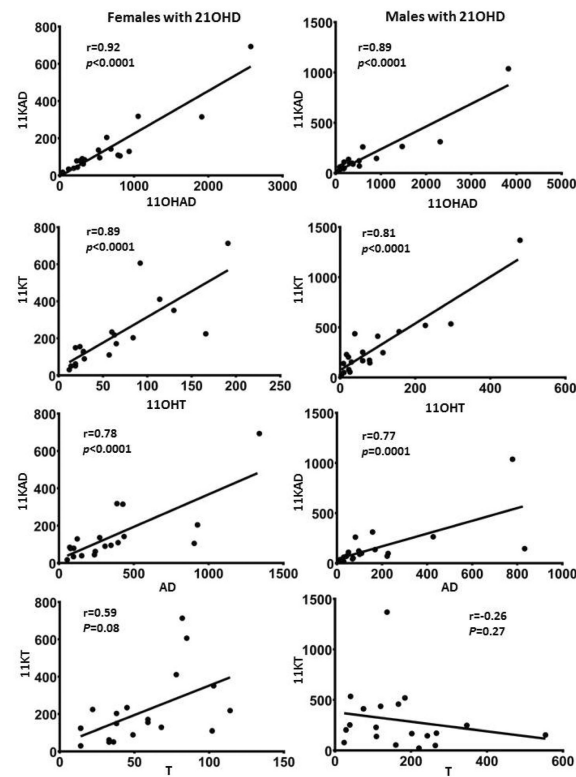 Females with 21OHD
Males with 21OHD
r=0.92
p<0.0001
11KAD
800
600
400
200
0
0
1000
2000
3000
11OHAD
r=0.89
p<0.0001
11KAD
1500
1000
500
0
0
1000
2000
3000
4000
5000
11OHAD
r=0.89
p<0.0001
11KT
800
600
400
200
0
0
50
100
150
200
250
11OHT
r=0.81
p<0.0001
11KT
1500
1000
500
0
0
200
400
600
11OHT
r=0.78
p<0.0001
11KAD
800
600
400
200
0
0
500
1000
1500
AD
r=0.77
p=0.0001
11KAD
1500
1000
500
0
0
200
400
600
800
1000
AD
r=0.59
P=0.08
11KT
800
600
400
200
0
0
50
100
150
T
r=-0.26
P=0.27
11KT
1500
1000
500
0
0
200
400
600
T